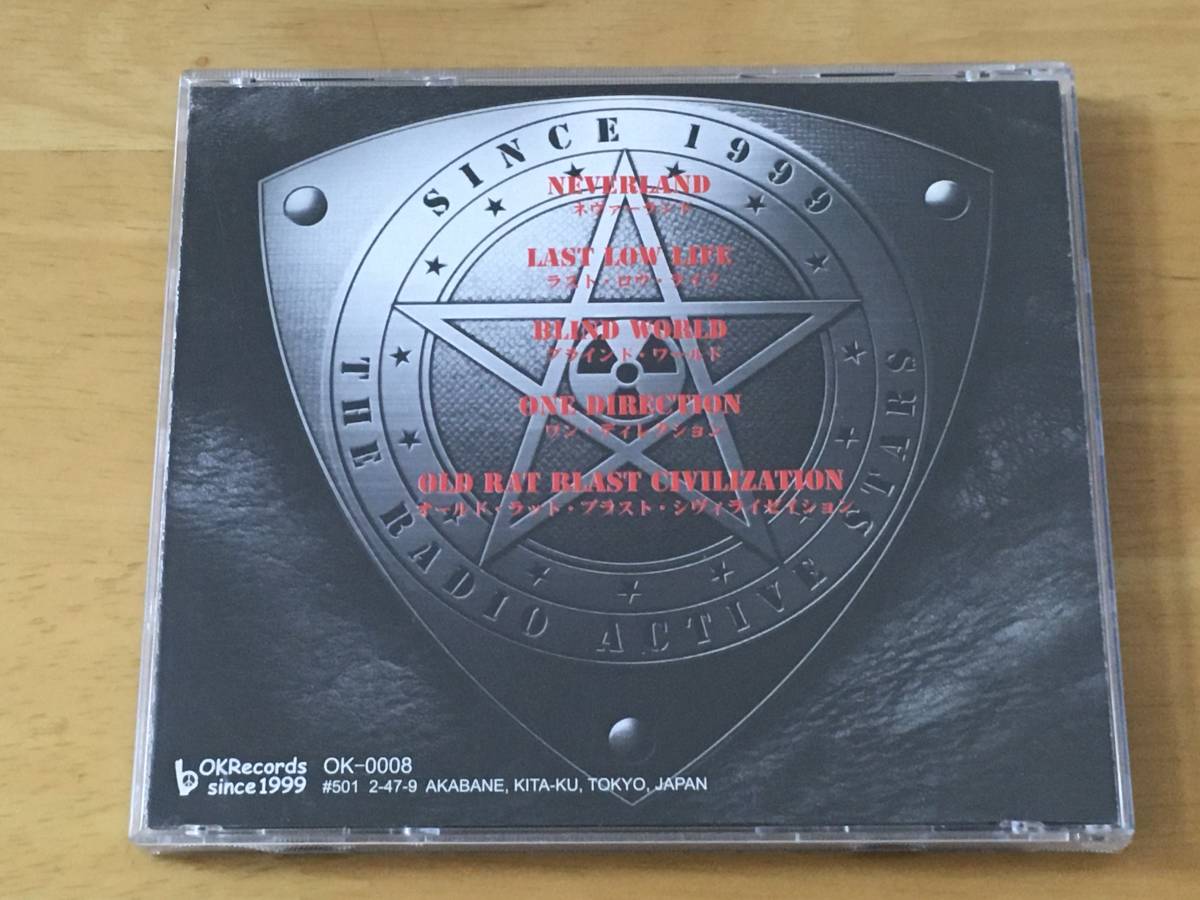 SINCE 1999
NEVERLAND
ネヴァーランド
LAST LOW LIFE
ラスト・ロウ・ライフ
BLIND WORLD
ブラインド・ワールド
ONE DIRECTION
ワン・ディレクション
OLD RAT BLAST CIVILIZATION
オールド・ラット・ブラスト・シヴィライゼイション
THE RADIO ACTIVE STARS
OKRecords OK-0008
since1999 #501 2-47-9 AKABANE, KITA-KU, TOKYO, JAPAN